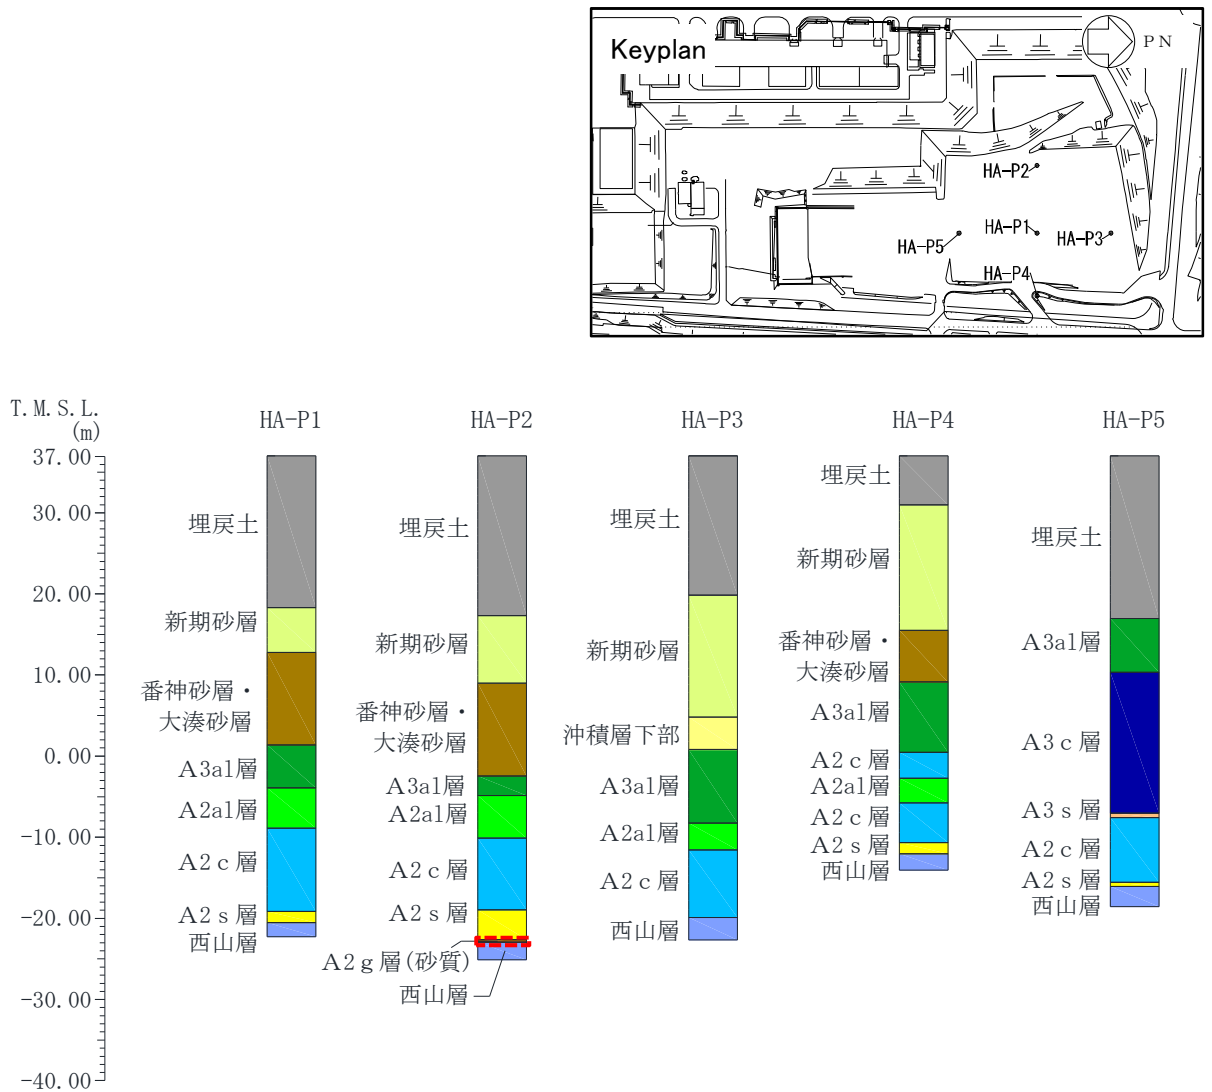 Keyplan
PN
HA-P2
HA-P1
HA-P5
HA-P3
HA-P4
T.M.S.L.
(m)
37.00
30.00
20.00
10.00
0.00
-10.00
-20.00
-30.00
-40.00
HA-P1
埋戻土
新期砂層
番神砂層・
大湊砂層
A3al層
A2al層
A2c層
A2s層
西山層
HA-P2
埋戻土
新期砂層
番神砂層・
大湊砂層
A3al層
A2al層
A2c層
A2s層
A2g層(砂質)
西山層
HA-P3
埋戻土
新期砂層
沖積層下部
A3al層
A2al層
A2c層
西山層
HA-P4
埋戻土
新期砂層
番神砂層・
大湊砂層
A3al層
A2c層
A2al層
A2c層
A2s層
西山層
HA-P5
埋戻土
A3al層
A3c層
A3s層
A2c層
A2s層
西山層